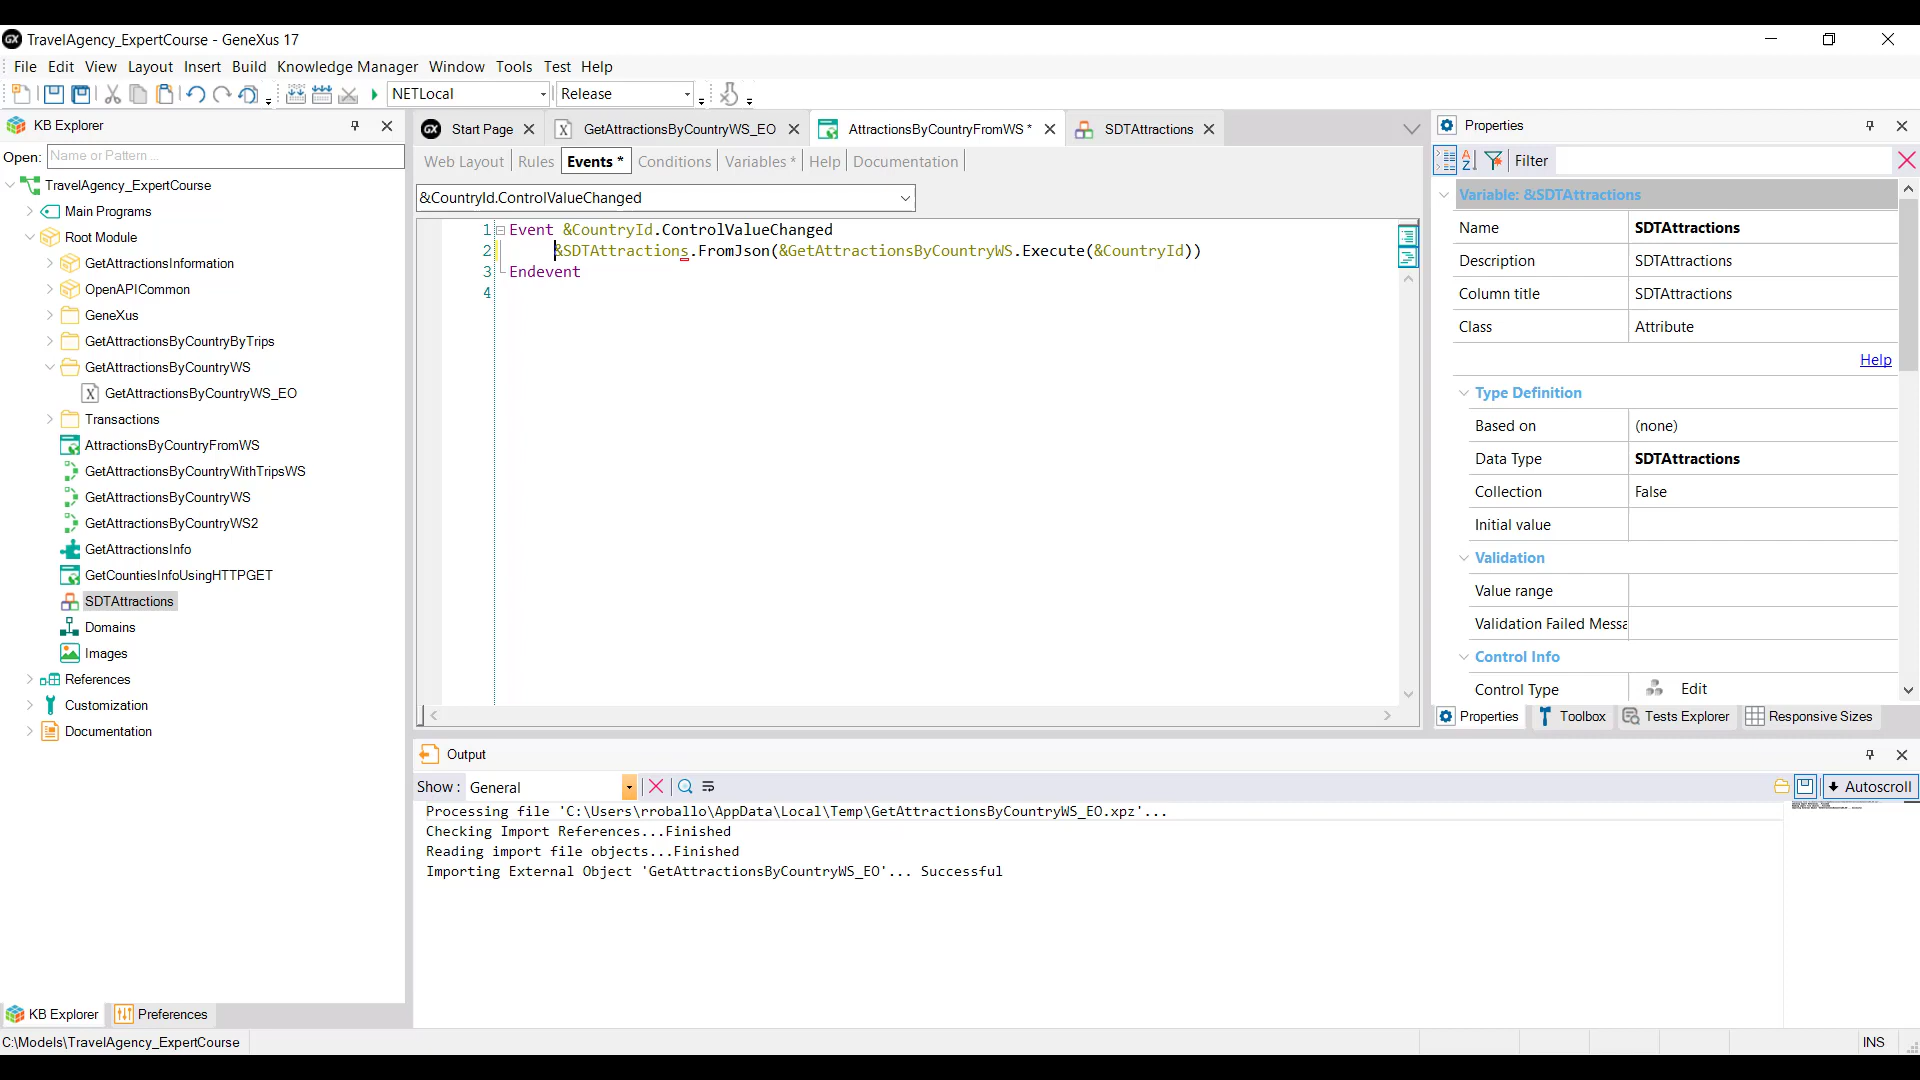 TravelAgency_ExpertCourse - GeneXus 17
File Edit View Layout Insert Build Knowledge Manager Window Tools Test Help
NETLocal Release
KB Explorer
Open: Name or Pattern ...
TravelAgency_ExpertCourse
Main Programs
Root Module
GetAttractionsInformation
OpenAPICommon
GeneXus
GetAttractionsByCountryByTrips
GetAttractionsByCountryWS
GetAttractionsByCountryWS_EO
Transactions
AttractionsByCountryFromWS
GetAttractionsByCountryWithTripsWS
GetAttractionsByCountryWS
GetAttractionsByCountryWS2
GetAttractionsInfo
GetCountiesInfoUsingHTTPGET
SDTAttractions
Domains
Images
References
Customization
Documentation
KB Explorer Preferences
Start Page GetAttractionsByCountryWS_EO AttractionsByCountryFromWS * SDTAttractions
Web Layout Rules Events * Conditions Variables * Help Documentation
&CountryId.ControlValueChanged
1 Event &CountryId.ControlValueChanged
2 &SDTAttractions.FromJson(&GetAttractionsByCountryWS.Execute(&CountryId))
3 Endevent
4
Properties
Filter
Variable: &SDTAttractions
Name SDTAttractions
Description SDTAttractions
Column title SDTAttractions
Class Attribute
Help
Type Definition
Based on (none)
Data Type SDTAttractions
Collection False
Initial value
Validation
Value range
Validation Failed Messa
Control Info
Control Type Edit
Properties Toolbox Tests Explorer Responsive Sizes
Output
Show : General Autoscroll
Processing file 'C:\Users\rroballo\AppData\Local\Temp\GetAttractionsByCountryWS_EO.xpz'...
Checking Import References...Finished
Reading import file objects...Finished
Importing External Object 'GetAttractionsByCountryWS_EO'... Successful
C:\Models\TravelAgency_ExpertCourse INS